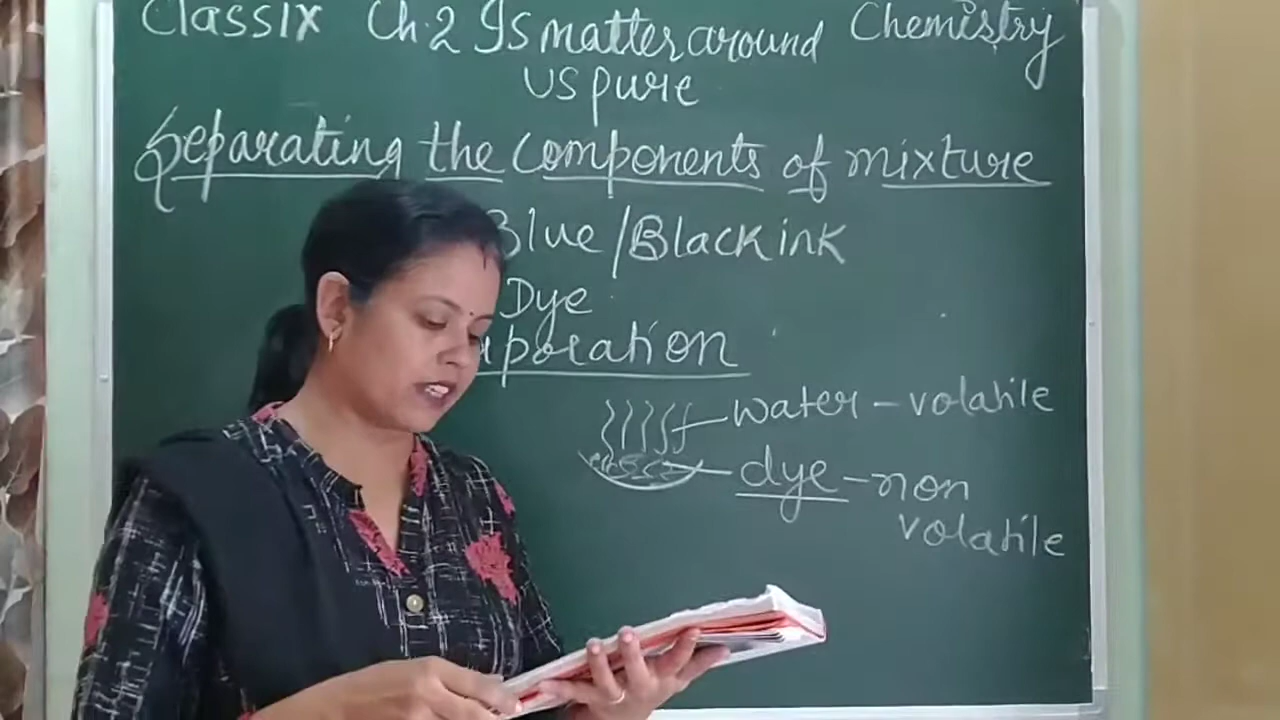 Class IX Ch.2 Is matter around Chemistry
us pure
Separating the components of mixture
Blue/Black ink
Dye
poration
water - volatile
dye - non
volatile